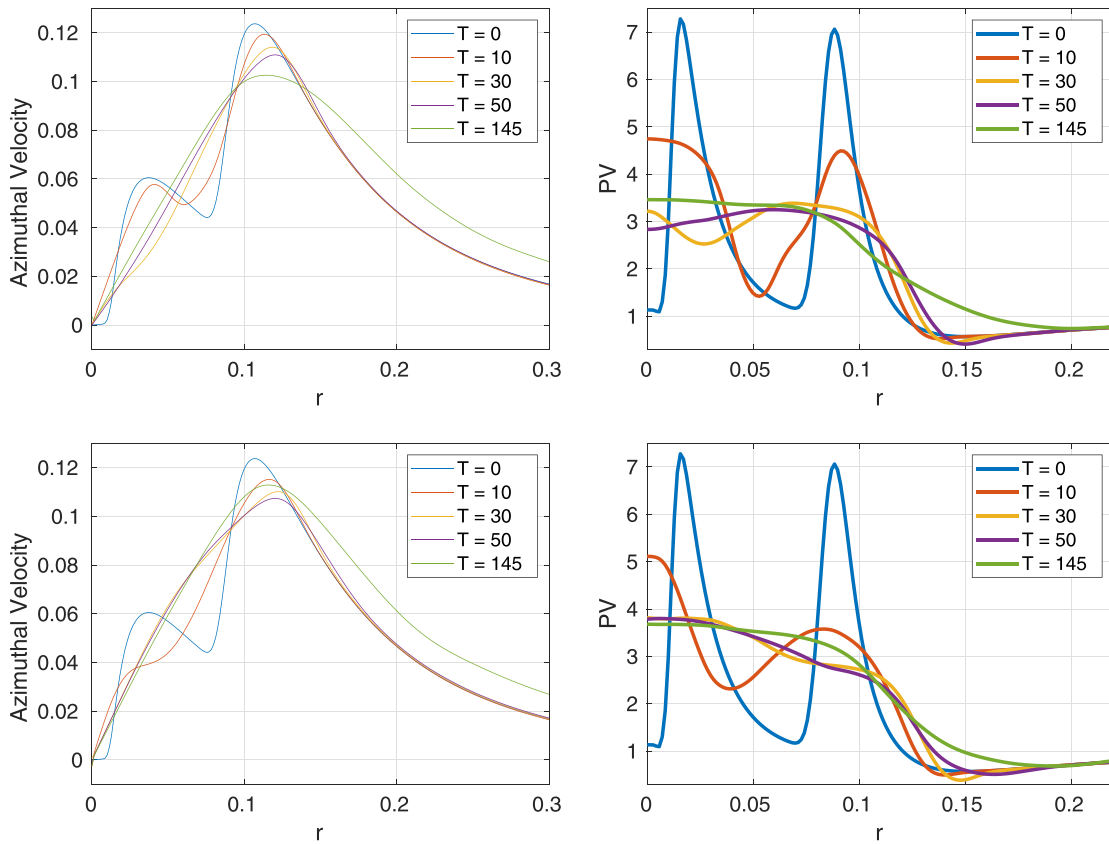 0.12
0.1
0.08
0.06
0.04
0.02
0
Azimuthal Velocity
0
0.1
0.2
0.3
r
T = 0
T = 10
T = 30
T = 50
T = 145
7
6
5
4
3
2
1
PV
0
0.05
0.1
0.15
0.2
r
T = 0
T = 10
T = 30
T = 50
T = 145
0.12
0.1
0.08
0.06
0.04
0.02
0
Azimuthal Velocity
0
0.1
0.2
0.3
r
T = 0
T = 10
T = 30
T = 50
T = 145
7
6
5
4
3
2
1
PV
0
0.05
0.1
0.15
0.2
r
T = 0
T = 10
T = 30
T = 50
T = 145